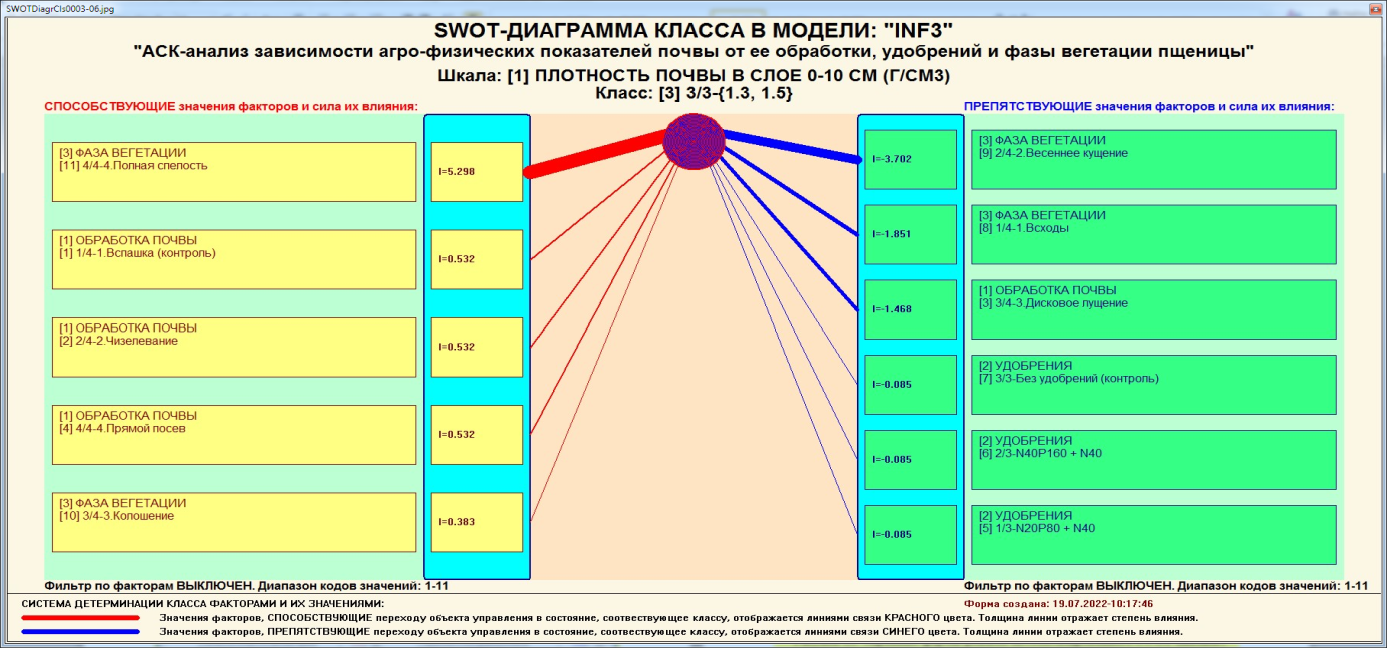 SWOTDiagrCls0003-06.jpg
SWOT-ДИАГРАММА КЛАССА В МОДЕЛИ: "INF3"
"АСК-анализ зависимости агро-физических показателей почвы от ее обработки, удобрений и фазы вегетации пщеницы"
Шкала: [1] ПЛОТНОСТЬ ПОЧВЫ В СЛОЕ 0-10 СМ (Г/СМ3)
Класс: [3] 3/3-{1.3, 1.5}
СПОСОБСТВУЮЩИЕ значения факторов и сила их влияния:
[3] ФАЗА ВЕГЕТАЦИИ
[11] 4/4-4.Полная спелость
I=5.298
[1] ОБРАБОТКА ПОЧВЫ
[1] 1/4-1.Вспашка (контроль)
I=0.532
[1] ОБРАБОТКА ПОЧВЫ
[2] 2/4-2.Чизелевание
I=0.532
[1] ОБРАБОТКА ПОЧВЫ
[4] 4/4-4.Прямой посев
I=0.532
[3] ФАЗА ВЕГЕТАЦИИ
[10] 3/4-3.Колошение
I=0.383
ПРЕПЯТСТВУЮЩИЕ значения факторов и сила их влияния:
I=-3.702
[3] ФАЗА ВЕГЕТАЦИИ
[9] 2/4-2.Весеннее кущение
I=-1.851
[3] ФАЗА ВЕГЕТАЦИИ
[8] 1/4-1.Всходы
I=-1.468
[1] ОБРАБОТКА ПОЧВЫ
[3] 3/4-3.Дисковое лущение
I=-0.085
[2] УДОБРЕНИЯ
[7] 3/3-Без удобрений (контроль)
I=-0.085
[2] УДОБРЕНИЯ
[6] 2/3-N40P160 + N40
I=-0.085
[2] УДОБРЕНИЯ
[5] 1/3-N20P80 + N40
Фильтр по факторам ВЫКЛЮЧЕН. Диапазон кодов значений: 1-11
Фильтр по факторам ВЫКЛЮЧЕН. Диапазон кодов значений: 1-11
СИСТЕМА ДЕТЕРМИНАЦИИ КЛАССА ФАКТОРАМИ И ИХ ЗНАЧЕНИЯМИ:
Форма создана: 19.07.2022-10:17:46
Значения факторов, СПОСОБСТВУЮЩИЕ переходу объекта управления в состояние, соотвествующее классу, отображается линиями связи КРАСНОГО цвета. Толщина линии отражает степень влияния.
Значения факторов, ПРЕПЯТСТВУЮЩИЕ переходу объекта управления в состояние, соотвествующее классу, отображается линиями связи СИНЕГО цвета. Толщина линии отражает степень влияния.